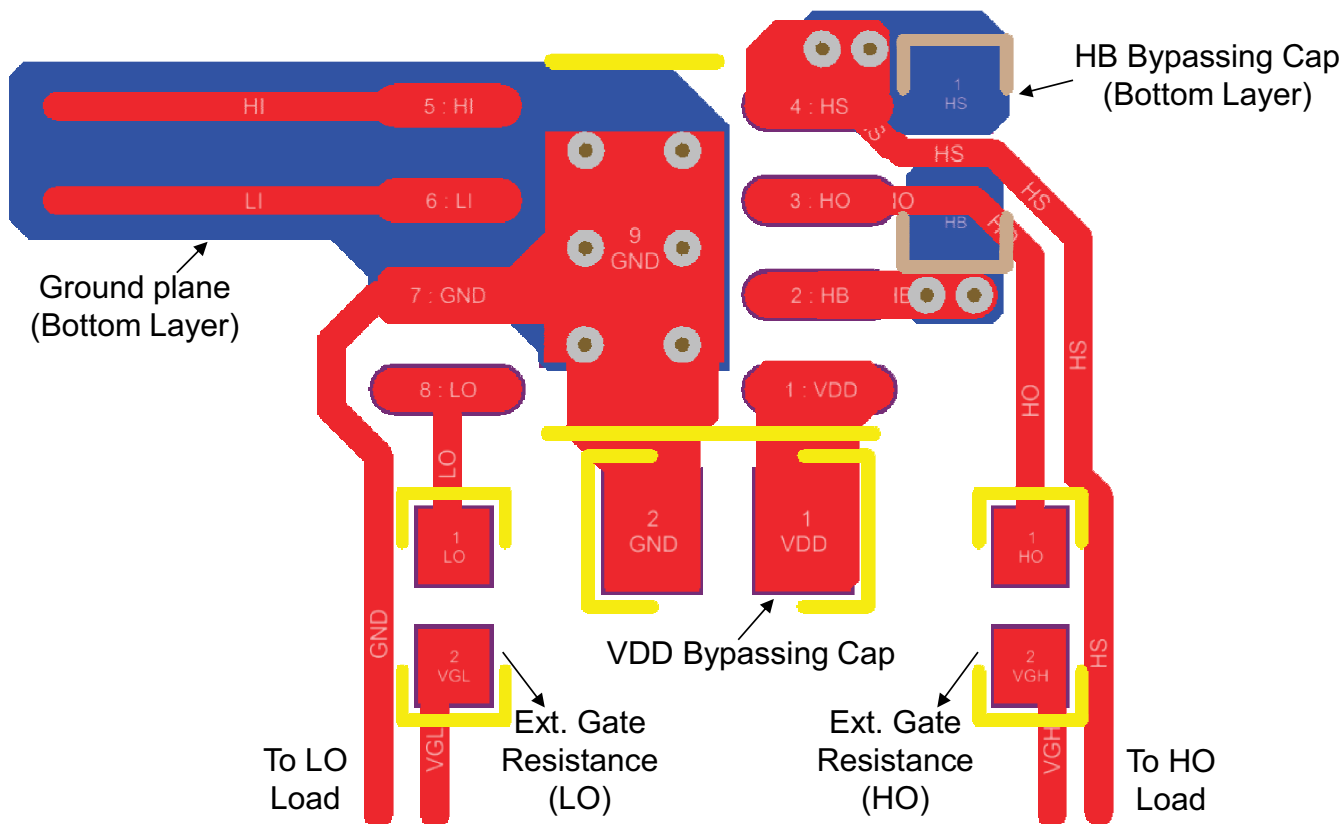 HB Bypassing Cap
(Bottom Layer)
HI
5 : HI
4 : HS
1
HS
HS
HS
HS
LI
6 : LI
3 : HO
HO
HO
HB
9
GND
Ground plane
(Bottom Layer)
7 : GND
2 : HB
8 : LO
1 : VDD
HS
HO
LO
2
GND
1
VDD
1
LO
1
HO
GND
2
VGL
VDD Bypassing Cap
2
VGH
HS
Ext. Gate
Resistance
(LO)
Ext. Gate
Resistance
(HO)
VGL
VGH
To LO
Load
To HO
Load